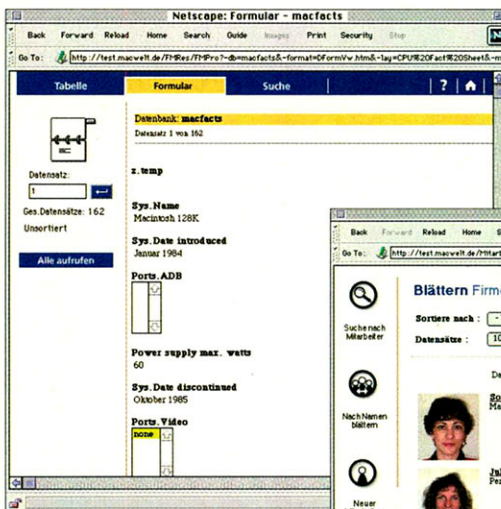 Netscape: Formular – macfacts
Back Forward Reload Home Search Guide Images Print Security Stop
Go To: http://test.macwelt.de/FMRes/FMPro?-db=macfacts&-format=DFormVw.htm&-lay=CPU%20Fact%20Sheet&-m
Tabelle Formular Suche ?
Datenbank: macfacts
Datensatz 1 von 162
Datensatz:
1
Ges.Datensätze: 162
Unsortiert
Alle aufrufen
z.temp
Sys.Name
Macintosh 128K
Sys.Date introduced
Januar 1984
Ports.ADB
Power supply max. watts
60
Sys.Date discontinued
Oktober 1985
Ports.Video
none
Back Forward Reload Home
Go To: http://test.macwelt.de/
Blättern
Suche nach
Mitarbeiter
Sortiere nach : -
Datensätze : 10
Nach Namen
blättern
Neuer